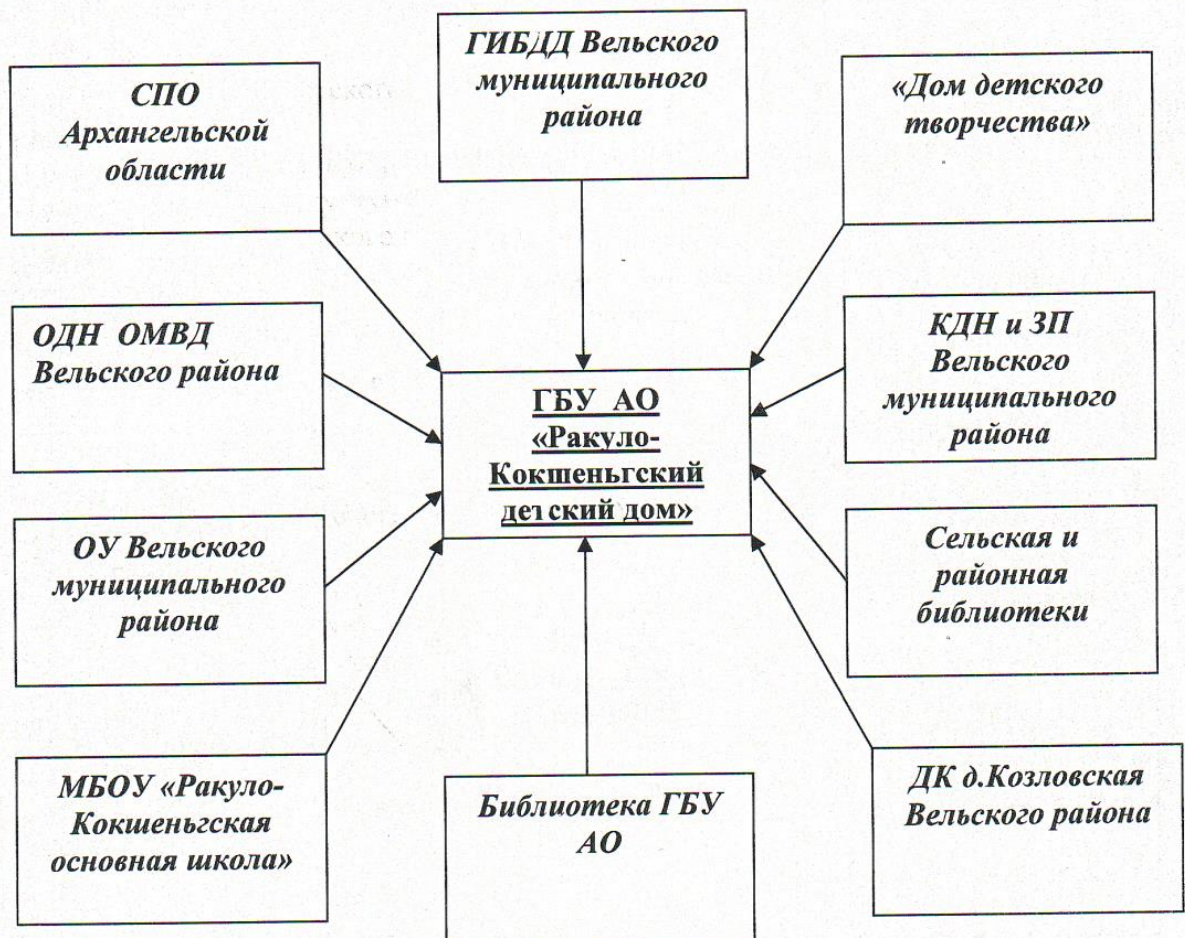 СПО
Архангельской
области
ГИБДД Вельского
муниципального
района
«Дом детского
творчества»
ОДН ОМВД
Вельского района
ГБУ АО
«Ракуло-
Кокшеньгский
детский дом»
КДН и ЗП
Вельского
муниципального
района
ОУ Вельского
муниципального
района
Сельская и
районная
библиотеки
МБОУ «Ракуло-
Кокшеньгская
основная школа»
Библиотека ГБУ
АО
ДК д.Козловская
Вельского района